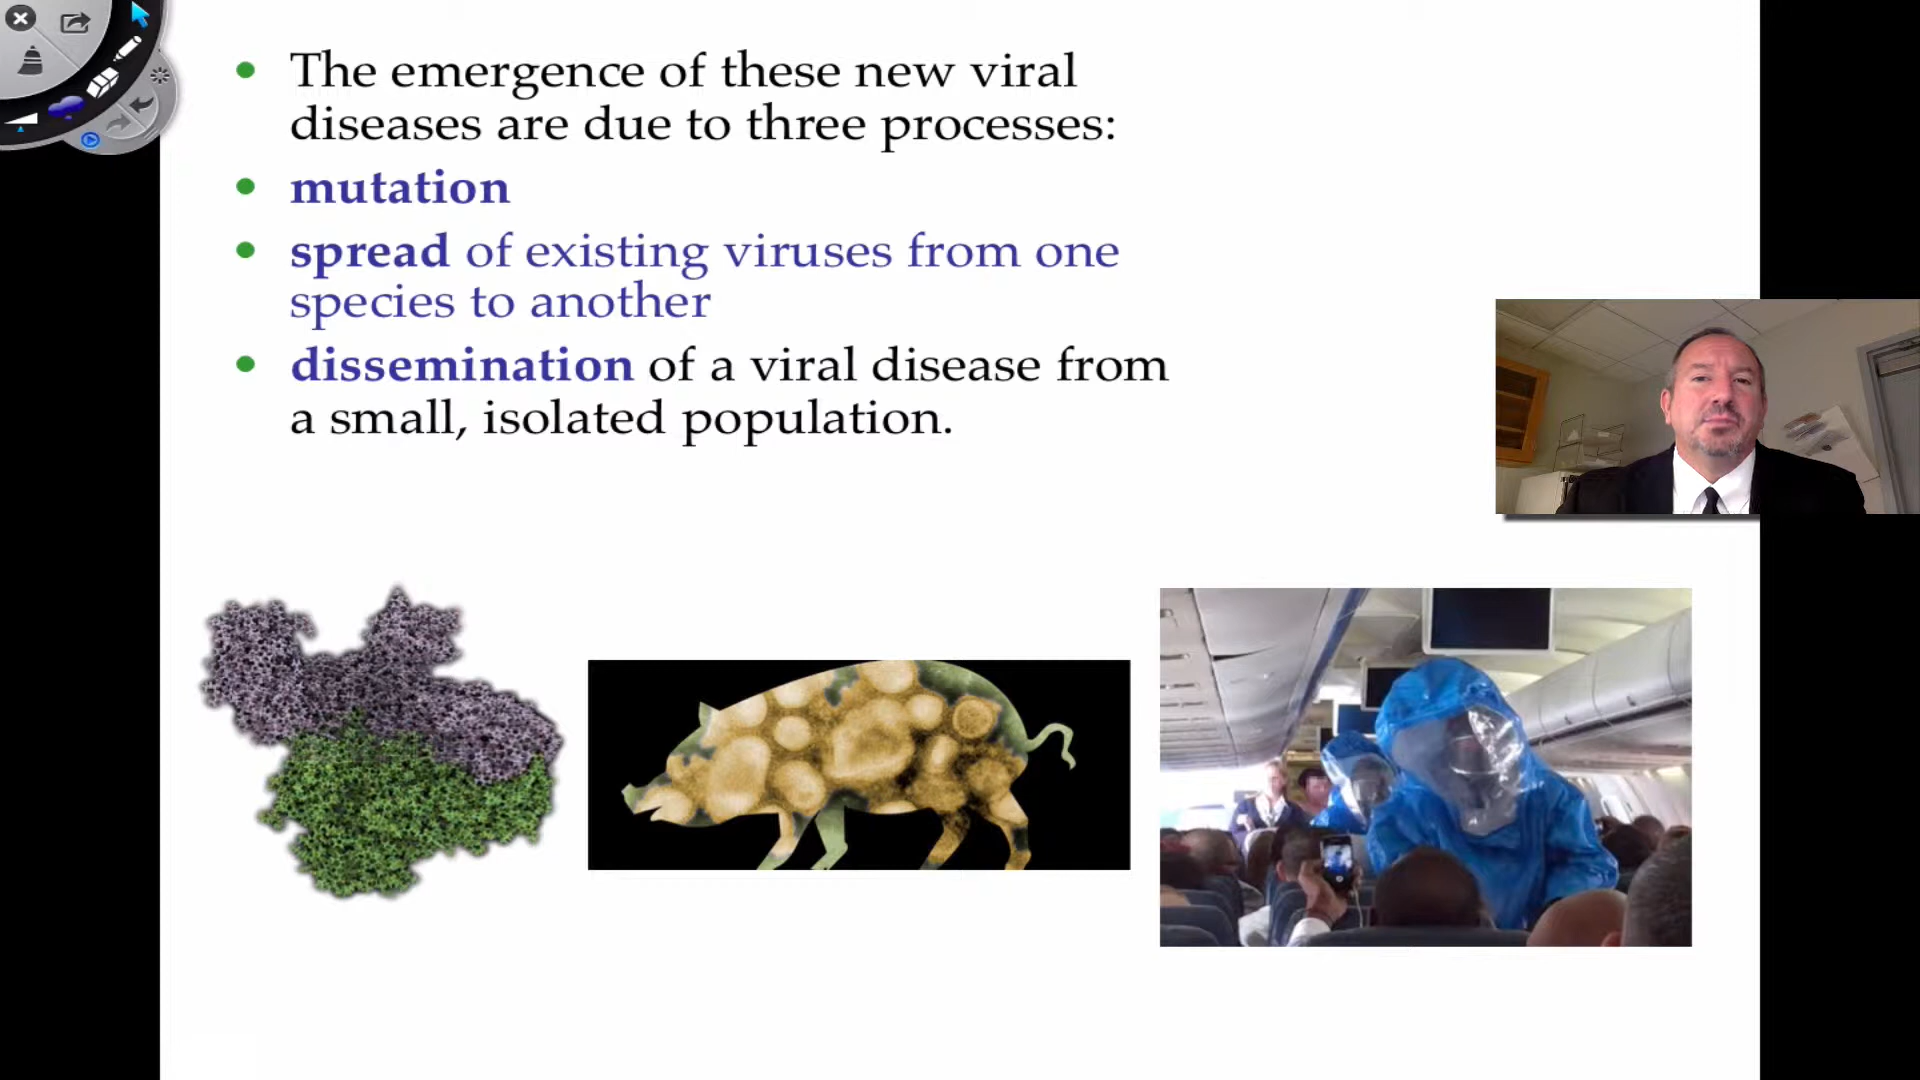 The emergence of these new viral
diseases are due to three processes:
mutation
spread of existing viruses from one
species to another
dissemination of a viral disease from
a small, isolated population.